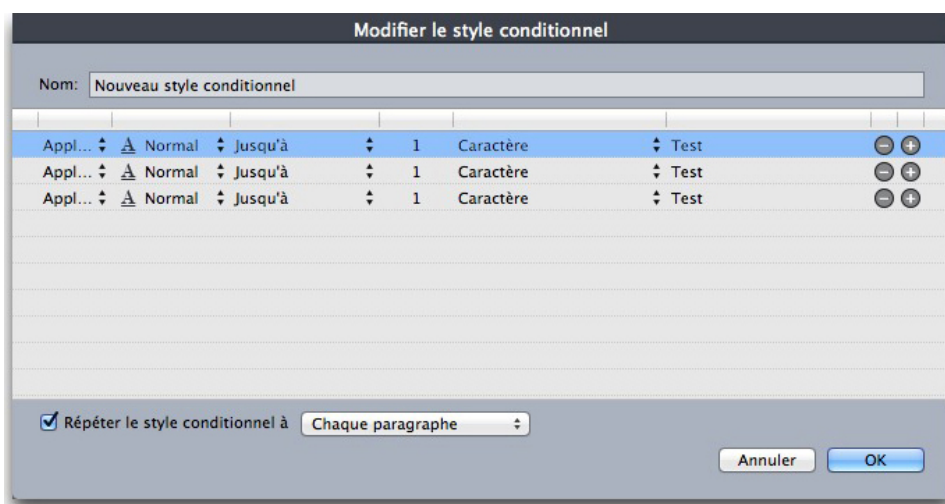 Modifier le style conditionnel
Nom: Nouveau style conditionnel
Appl... A Normal Jusqu'à 1 Caractère Test
Appl... A Normal Jusqu'à 1 Caractère Test
Appl... A Normal Jusqu'à 1 Caractère Test
Répéter le style conditionnel à Chaque paragraphe
Annuler OK